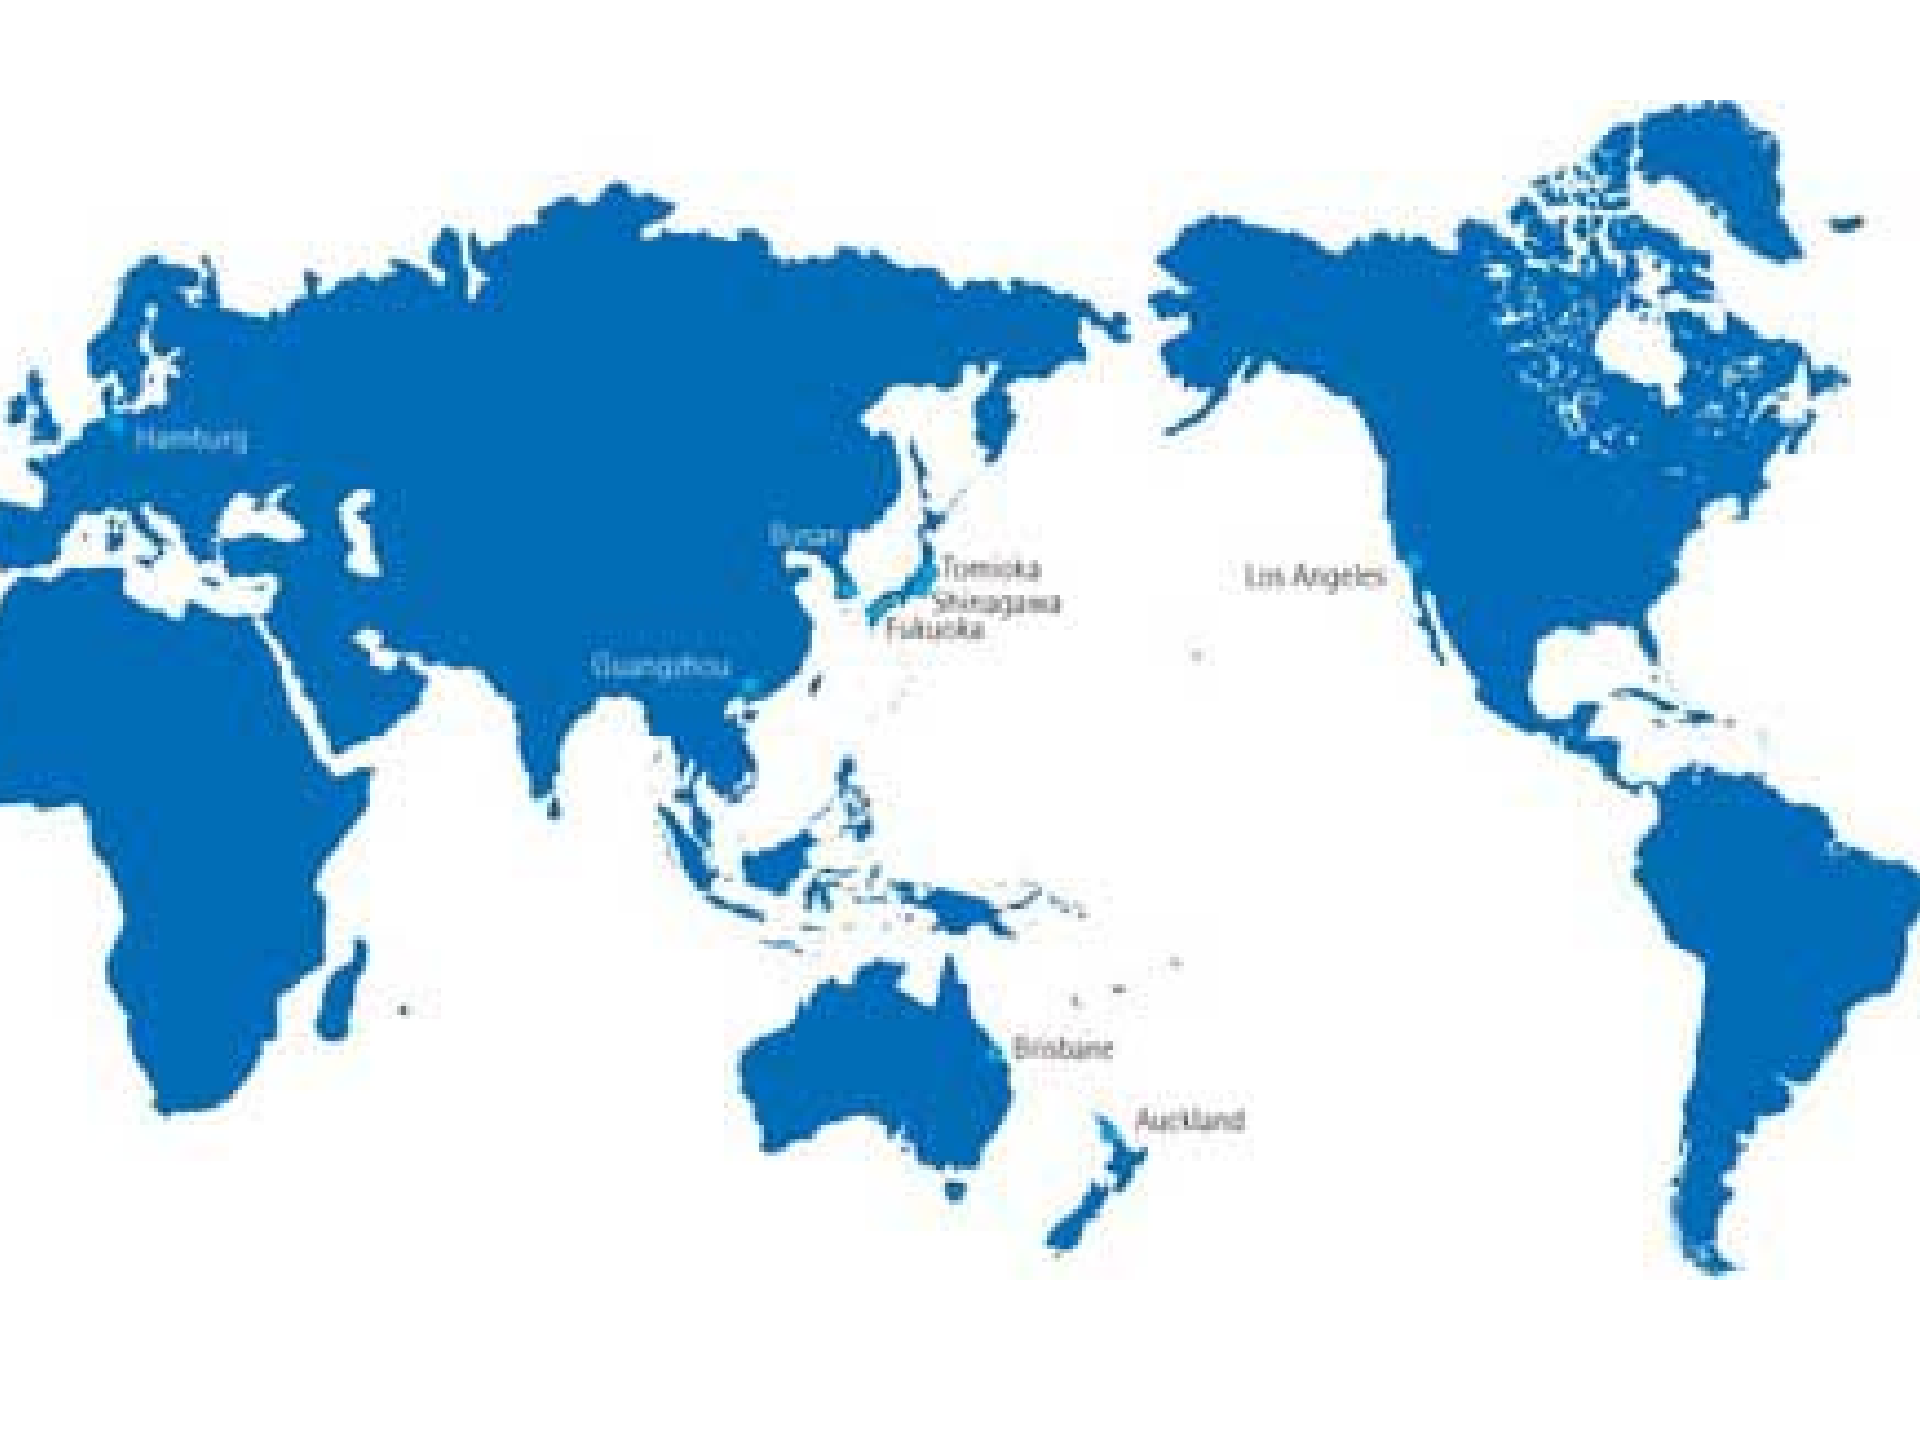 Hamburg
Busan
Tomioka
Los Angeles
Shinagawa
Fukuoka
Guangzhou
Brisbane
Auckland